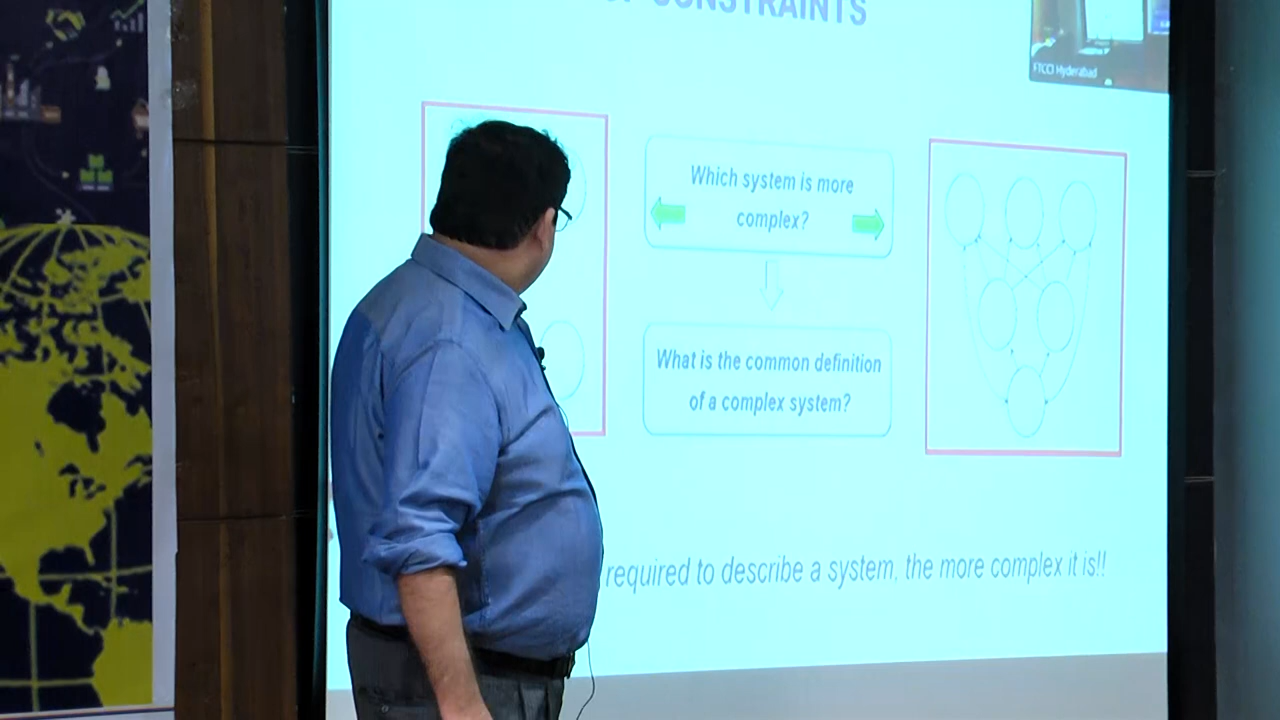 CONSTRAINTS
FTCCI Hyderabad
Which system is more
complex?
What is the common definition
of a complex system?
required to describe a system, the more complex it is!!